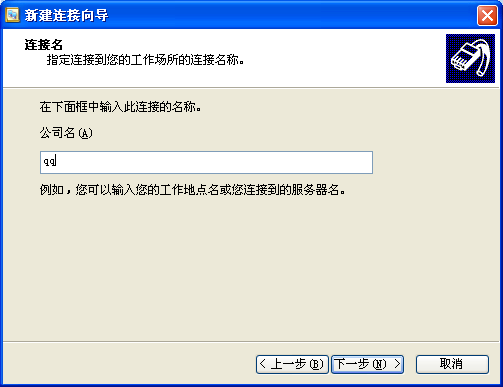 新建连接向导
连接名
指定连接到您的工作场所的连接名称。
在下面框中输入此连接的名称。
公司名(A)
qq
例如，您可以输入您的工作地点名或您连接到的服务器名。
< 上一步(B) 下一步(N) > 取消